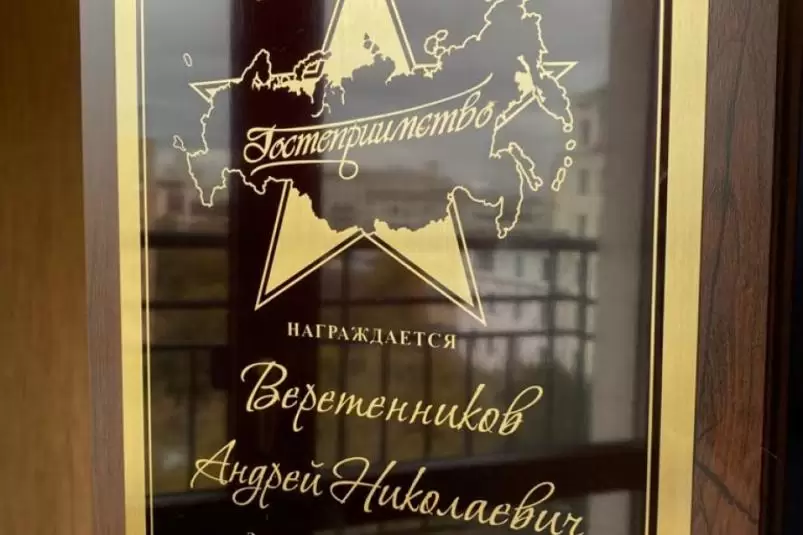 Гостеприимство
НАГРАЖДАЕТСЯ
Веретенников
Андрей Николаевич